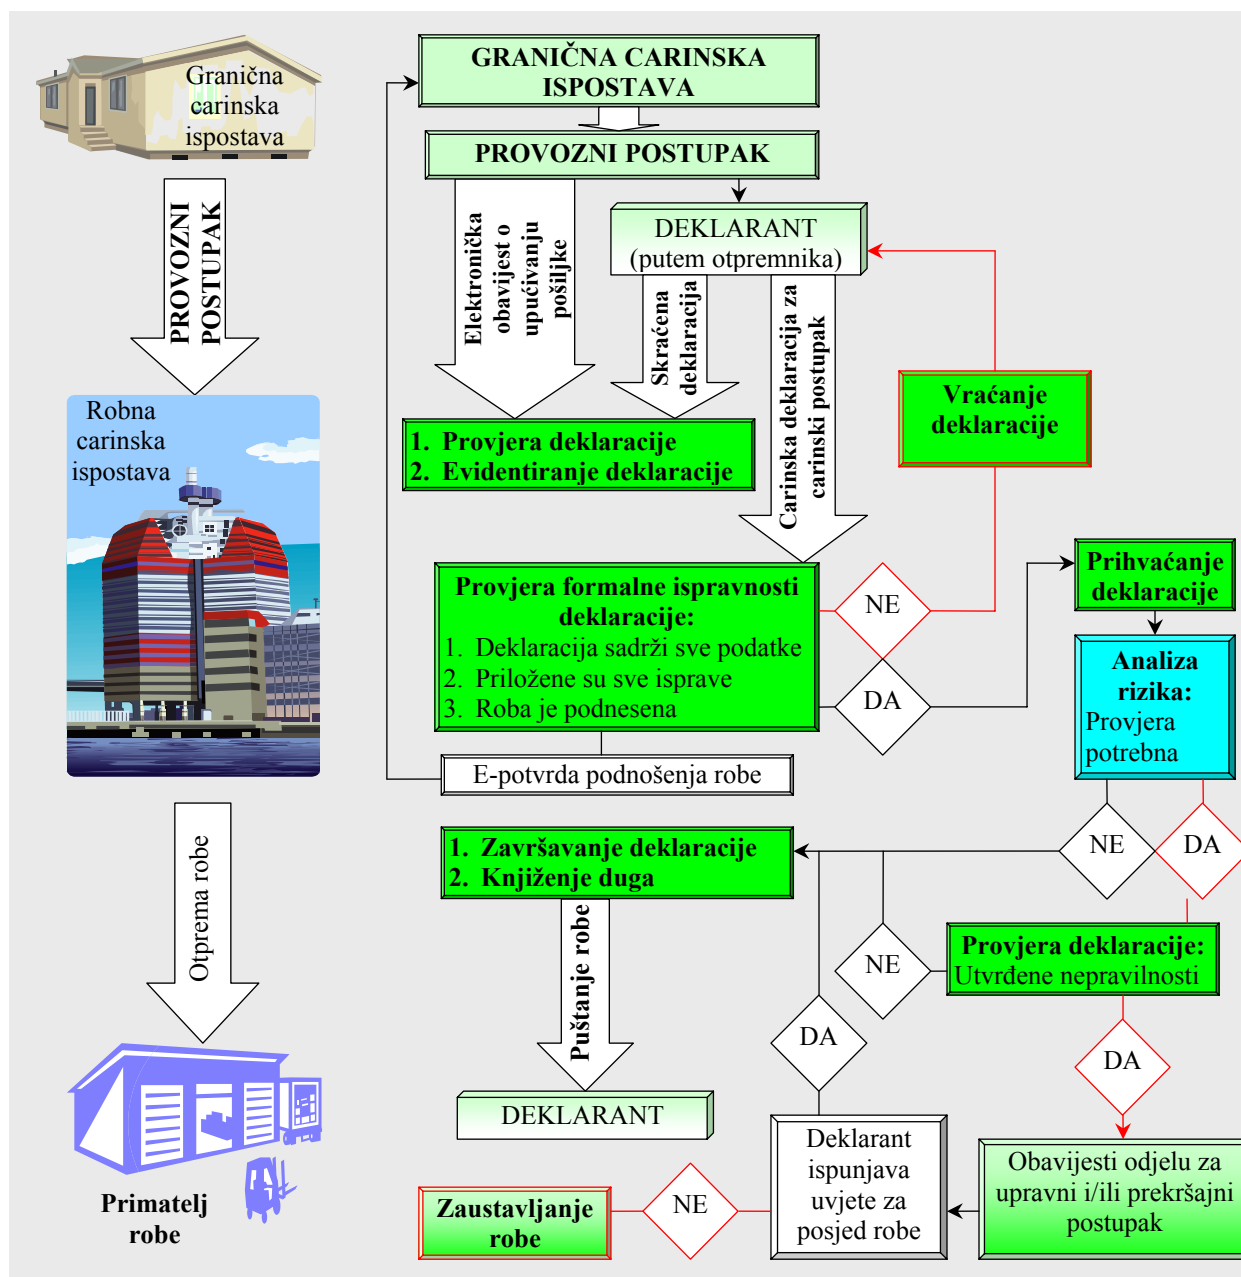 Granična
carinska
ispostava
PROVOZNI
POSTUPAK
Robna
carinska
ispostava
Otprema robe
Primatelj
robe
GRANIČNA CARINSKA
ISPOSTAVA
PROVOZNI POSTUPAK
Elektronička
obavijest o
upućivanju
pošiljke
DEKLARANT
(putem otpremnika)
Skraćena
deklaracija
Carinska deklaracija za
carinski postupak
Vraćanje
deklaracije
1. Provjera deklaracije
2. Evidentiranje deklaracije
Provjera formalne ispravnosti
deklaracije:
1. Deklaracija sadrži sve podatke
2. Priložene su sve isprave
3. Roba je podnesena
NE
DA
Prihvaćanje
deklaracije
Analiza
rizika:
Provjera
potrebna
E-potvrda podnošenja robe
NE
DA
1. Završavanje deklaracije
2. Knjiženje duga
Provjera deklaracije:
Utvrđene nepravilnosti
NE
DA
DA
Puštanje robe
DEKLARANT
Deklarant
ispunjava
uvjete za
posjed robe
Obavijesti odjelu za
upravni i/ili prekršajni
postupak
NE
Zaustavljanje
robe